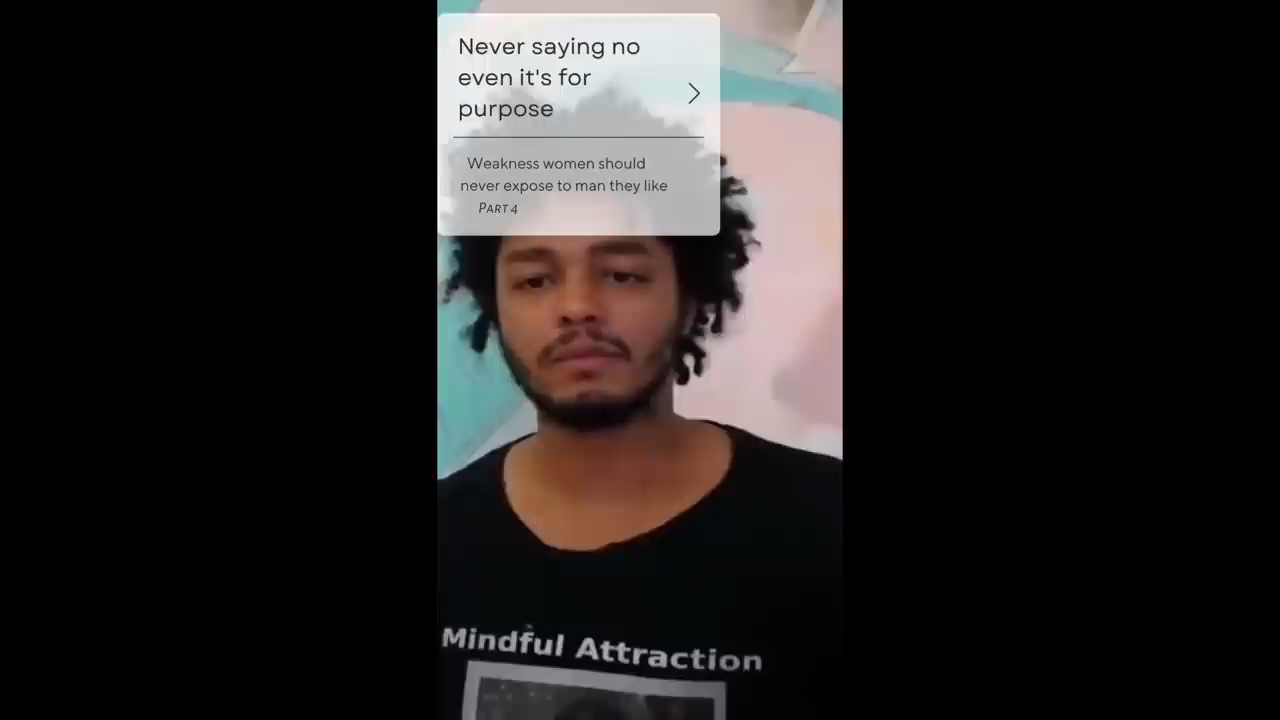 Never saying no
even it's for
purpose
Weakness women should
never expose to man they like
PART 4
Mindful Attraction